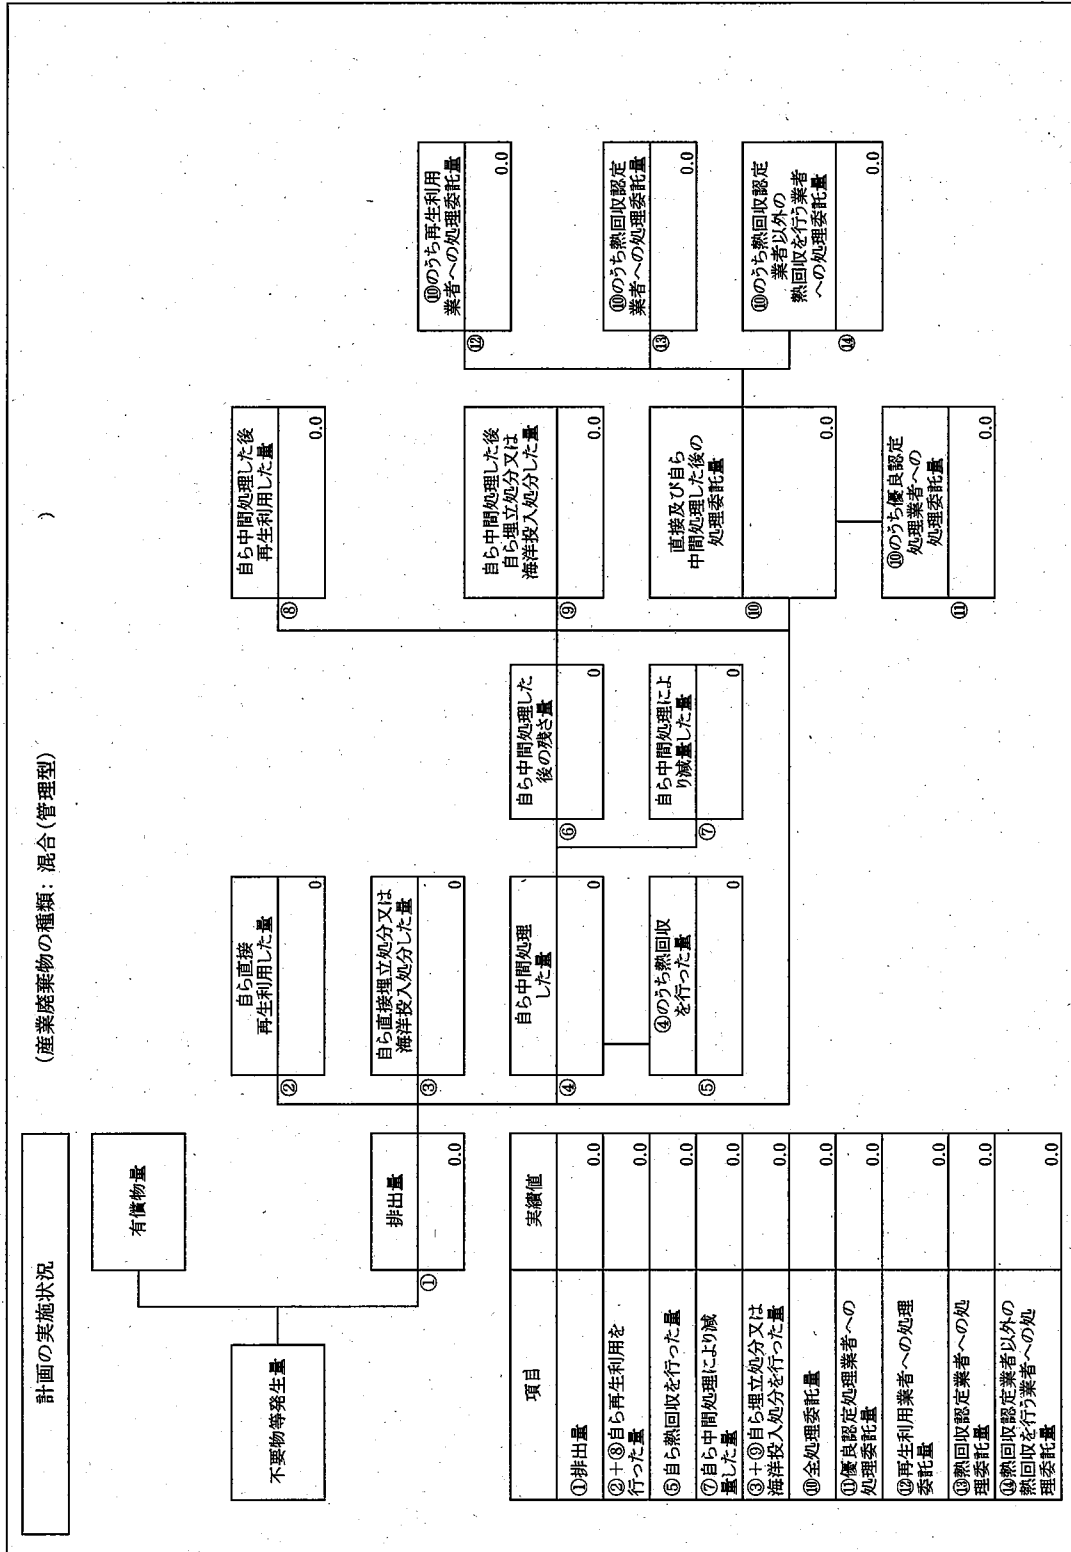 計画の実施状況
(産業廃棄物の種類: 混合(管理型)　)
不要物等発生量
有償物量
①
排出量
0.0
②
自ら直接
再生利用した量
0
③
自ら直接埋立処分又は
海洋投入処分した量
0
④
自ら中間処理
した量
0
⑤
④のうち熱回収
を行った量
0
⑥
自ら中間処理した
後の残さ量
0
⑦
自ら中間処理によ
り減量した量
0
⑧
自ら中間処理した後
再生利用した量
0.0
⑨
自ら中間処理した後
自ら埋立処分又は
海洋投入処分した量
0.0
⑩
直接及び自ら
中間処理した後の
処理委託量
0.0
⑪
⑩のうち優良認定
処理業者への
処理委託量
0.0
⑫
⑩のうち再生利用
業者への処理委託量
0.0
⑬
⑩のうち熱回収認定
業者への処理委託量
0.0
⑭
⑩のうち熱回収認定
業者以外の
熱回収を行う業者
への処理委託量
0.0
項目 実績値
①排出量 0.0
②+⑧自ら再生利用を
行った量 0.0
⑤自ら熱回収を行った量 0.0
⑦自ら中間処理により減
量した量 0.0
③+⑨自ら埋立処分又は
海洋投入処分を行った量 0.0
⑩全処理委託量 0.0
⑪優良認定処理業者への
処理委託量 0.0
⑫再生利用業者への処理
委託量 0.0
⑬熱回収認定業者への処
理委託量 0.0
⑭熱回収認定業者以外の
熱回収を行う業者への処
理委託量 0.0